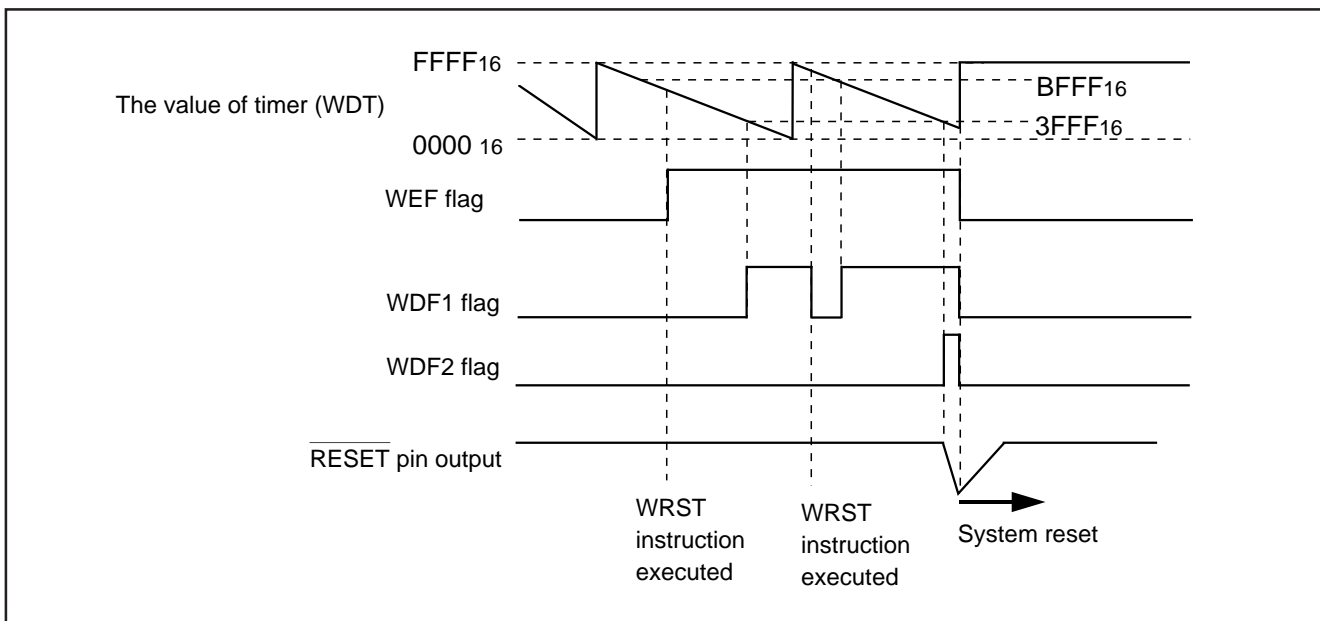 FFFF16
BFFF16
The value of timer (WDT)
3FFF16
0000 16
WEF flag
WDF1 flag
WDF2 flag
RESET pin output
WRST
instruction
executed
WRST
instruction
executed
System reset